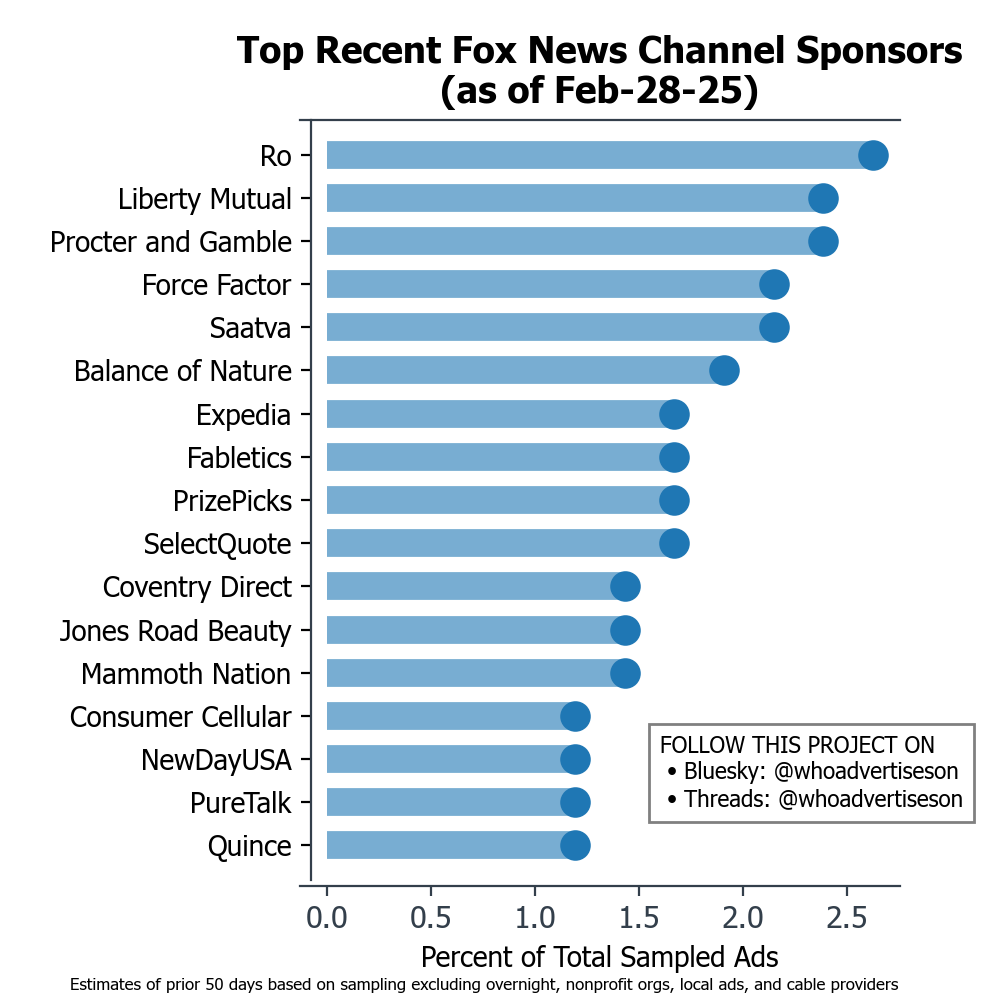 Top Recent Fox News Channel Sponsors
(as of Feb-28-25)
Ro
Liberty Mutual
Procter and Gamble
Force Factor
Saatva
Balance of Nature
Expedia
Fabletics
PrizePicks
SelectQuote
Coventry Direct
Jones Road Beauty
Mammoth Nation
Consumer Cellular
NewDayUSA
PureTalk
Quince
FOLLOW THIS PROJECT ON
• Bluesky: @whoadvertiseson
• Threads: @whoadvertiseson
0.0 0.5 1.0 1.5 2.0 2.5
Percent of Total Sampled Ads
Estimates of prior 50 days based on sampling excluding overnight, nonprofit orgs, local ads, and cable providers